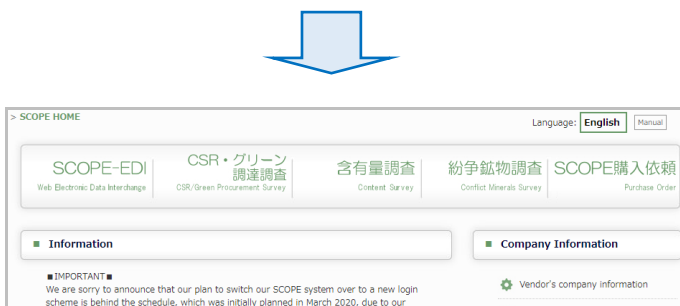 > SCOPE HOME
Language: English Manual
SCOPE-EDI
Web Electronic Data Interchange
CSR・グリーン
調達調査
CSR/Green Procurement Survey
含有量調査
Content Survey
紛争鉱物調査
Conflict Minerals Survey
SCOPE購入依頼
Purchase Order
■ Information
■IMPORTANT■
We are sorry to announce that our plan to switch our SCOPE system over to a new login
scheme is behind the schedule, which was initially planned in March 2020, due to our
■ Company Information
Vendor's company information